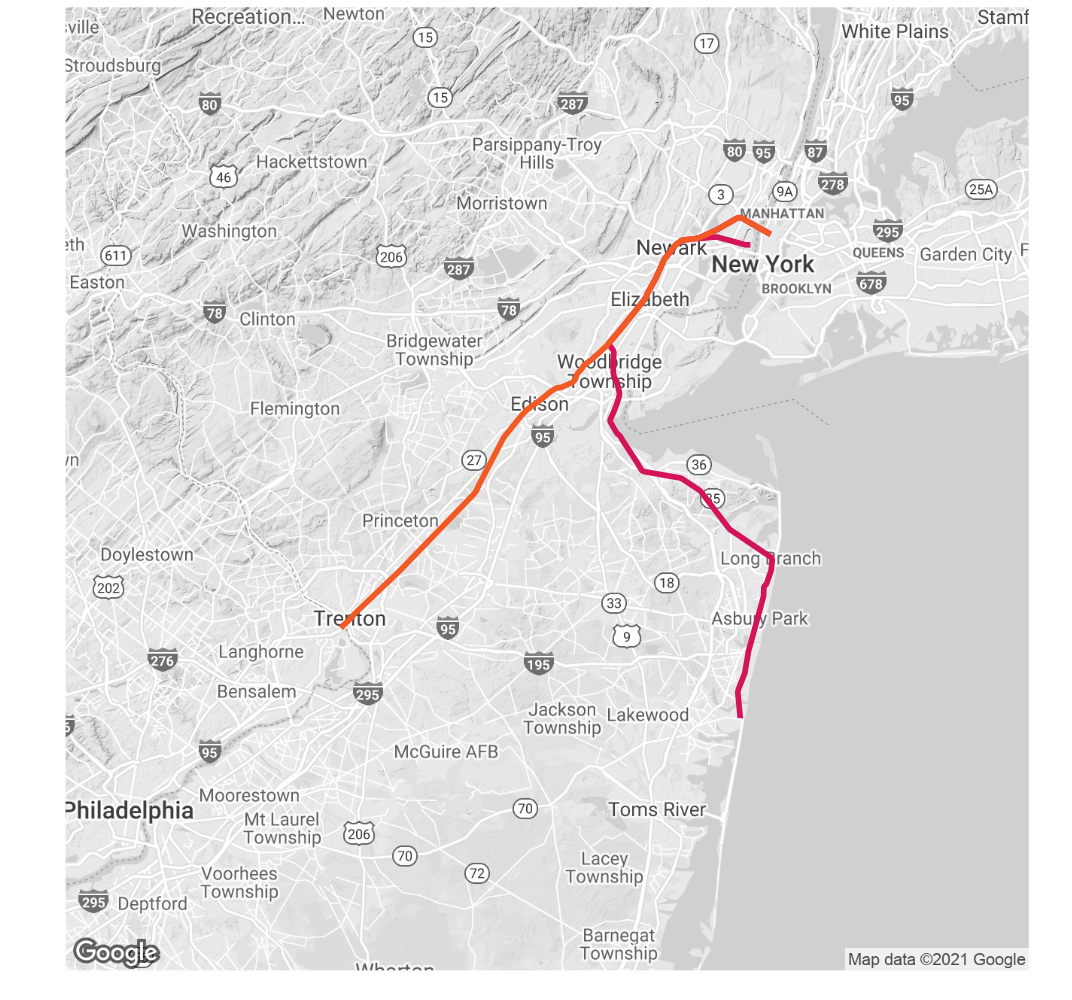 sville
Recreation...
Newton
Stamf
15
17
White Plains
Stroudsburg
80
15
287
95
Parsippany-Troy
Hills
80
95
87
Hackettstown
46
278
3
9A
25A
Morristown
MANHATTAN
Washington
295
eth
611
206
Newark
QUEENS
Garden City
F
287
New York
Easton
678
BROOKLYN
Elizabeth
78
78
Clinton
Bridgewater
Township
Woodbridge
Township
Flemington
Edison
95
wn
27
36
35
Princeton
Doylestown
Long Branch
202
18
33
Trenton
Asbury Park
95
9
Langhorne
276
195
Bensalem
295
Jackson
Township
Lakewood
95
McGuire AFB
Moorestown
Philadelphia
70
Toms River
Mt Laurel
Township
206
70
Lacey
Township
72
Voorhees
Township
295
Deptford
Barnegat
Township
Google
Wharton
Map data ©2021 Google